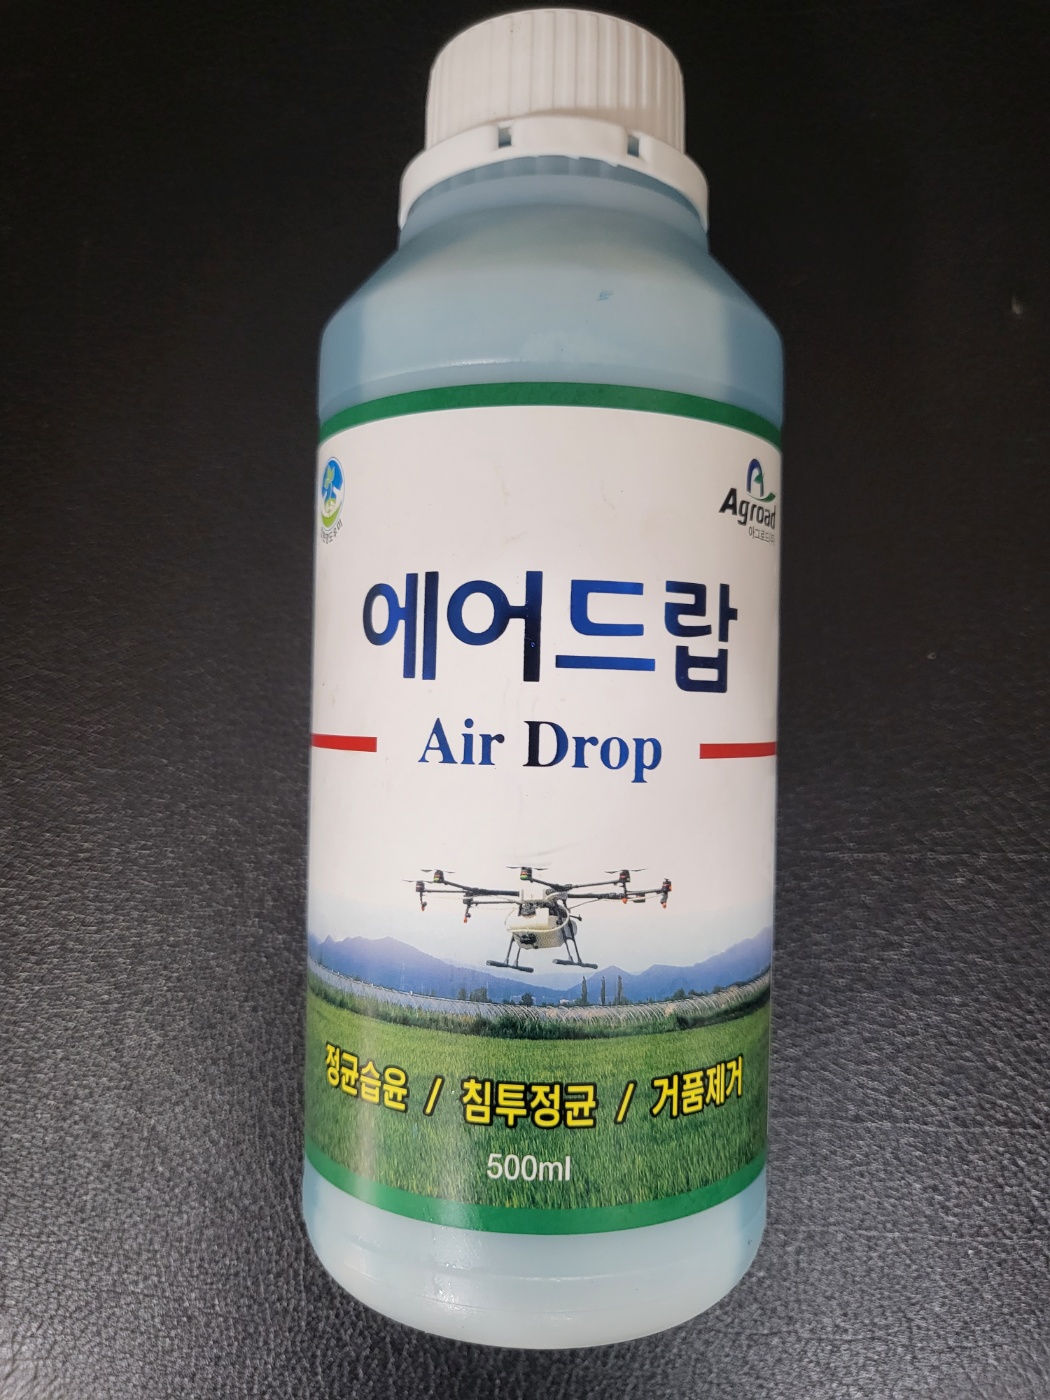 Agroad
에어드랍
Air Drop
정균습윤 / 침투정균 / 거품제거
500ml